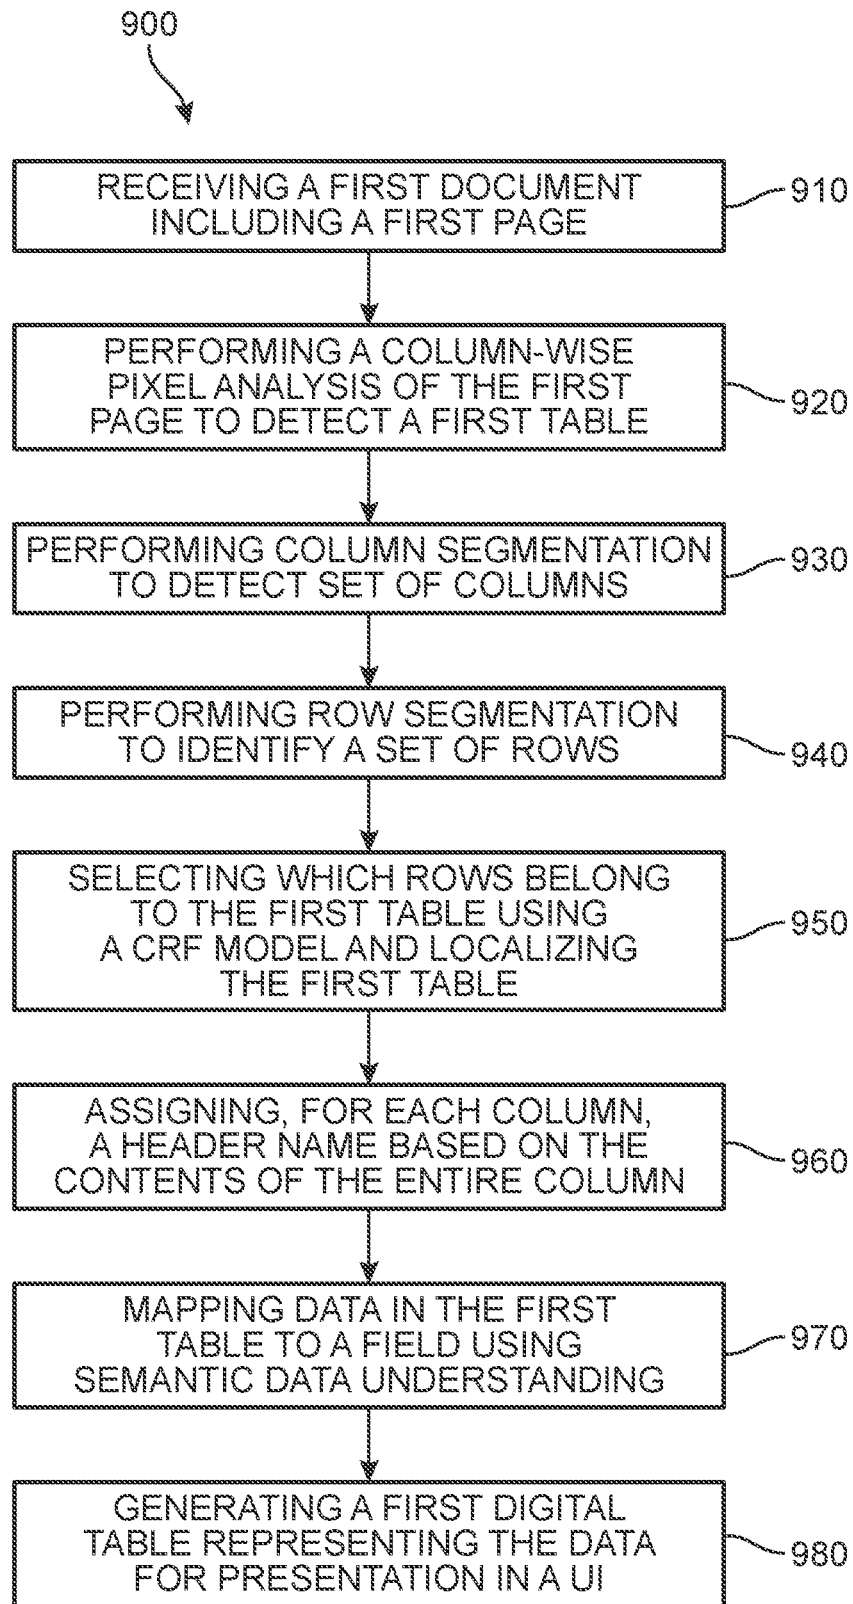 900
RECEIVING A FIRST DOCUMENT
INCLUDING A FIRST PAGE
910
PERFORMING A COLUMN-WISE
PIXEL ANALYSIS OF THE FIRST
PAGE TO DETECT A FIRST TABLE
920
PERFORMING COLUMN SEGMENTATION
TO DETECT SET OF COLUMNS
930
PERFORMING ROW SEGMENTATION
TO IDENTIFY A SET OF ROWS
940
SELECTING WHICH ROWS BELONG
TO THE FIRST TABLE USING
A CRF MODEL AND LOCALIZING
THE FIRST TABLE
950
ASSIGNING, FOR EACH COLUMN,
A HEADER NAME BASED ON THE
CONTENTS OF THE ENTIRE COLUMN
960
MAPPING DATA IN THE FIRST
TABLE TO A FIELD USING
SEMANTIC DATA UNDERSTANDING
970
GENERATING A FIRST DIGITAL
TABLE REPRESENTING THE DATA
FOR PRESENTATION IN A UI
980